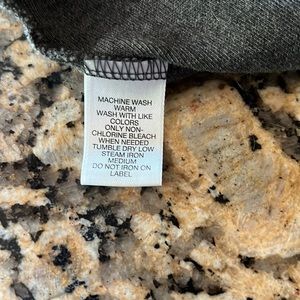 MACHINE WASH
WARM
WASH WITH LIKE
COLORS
ONLY NON-
CHLORINE BLEACH
WHEN NEEDED
TUMBLE DRY LOW
STEAM IRON
MEDIUM
DO NOT IRON ON
LABEL